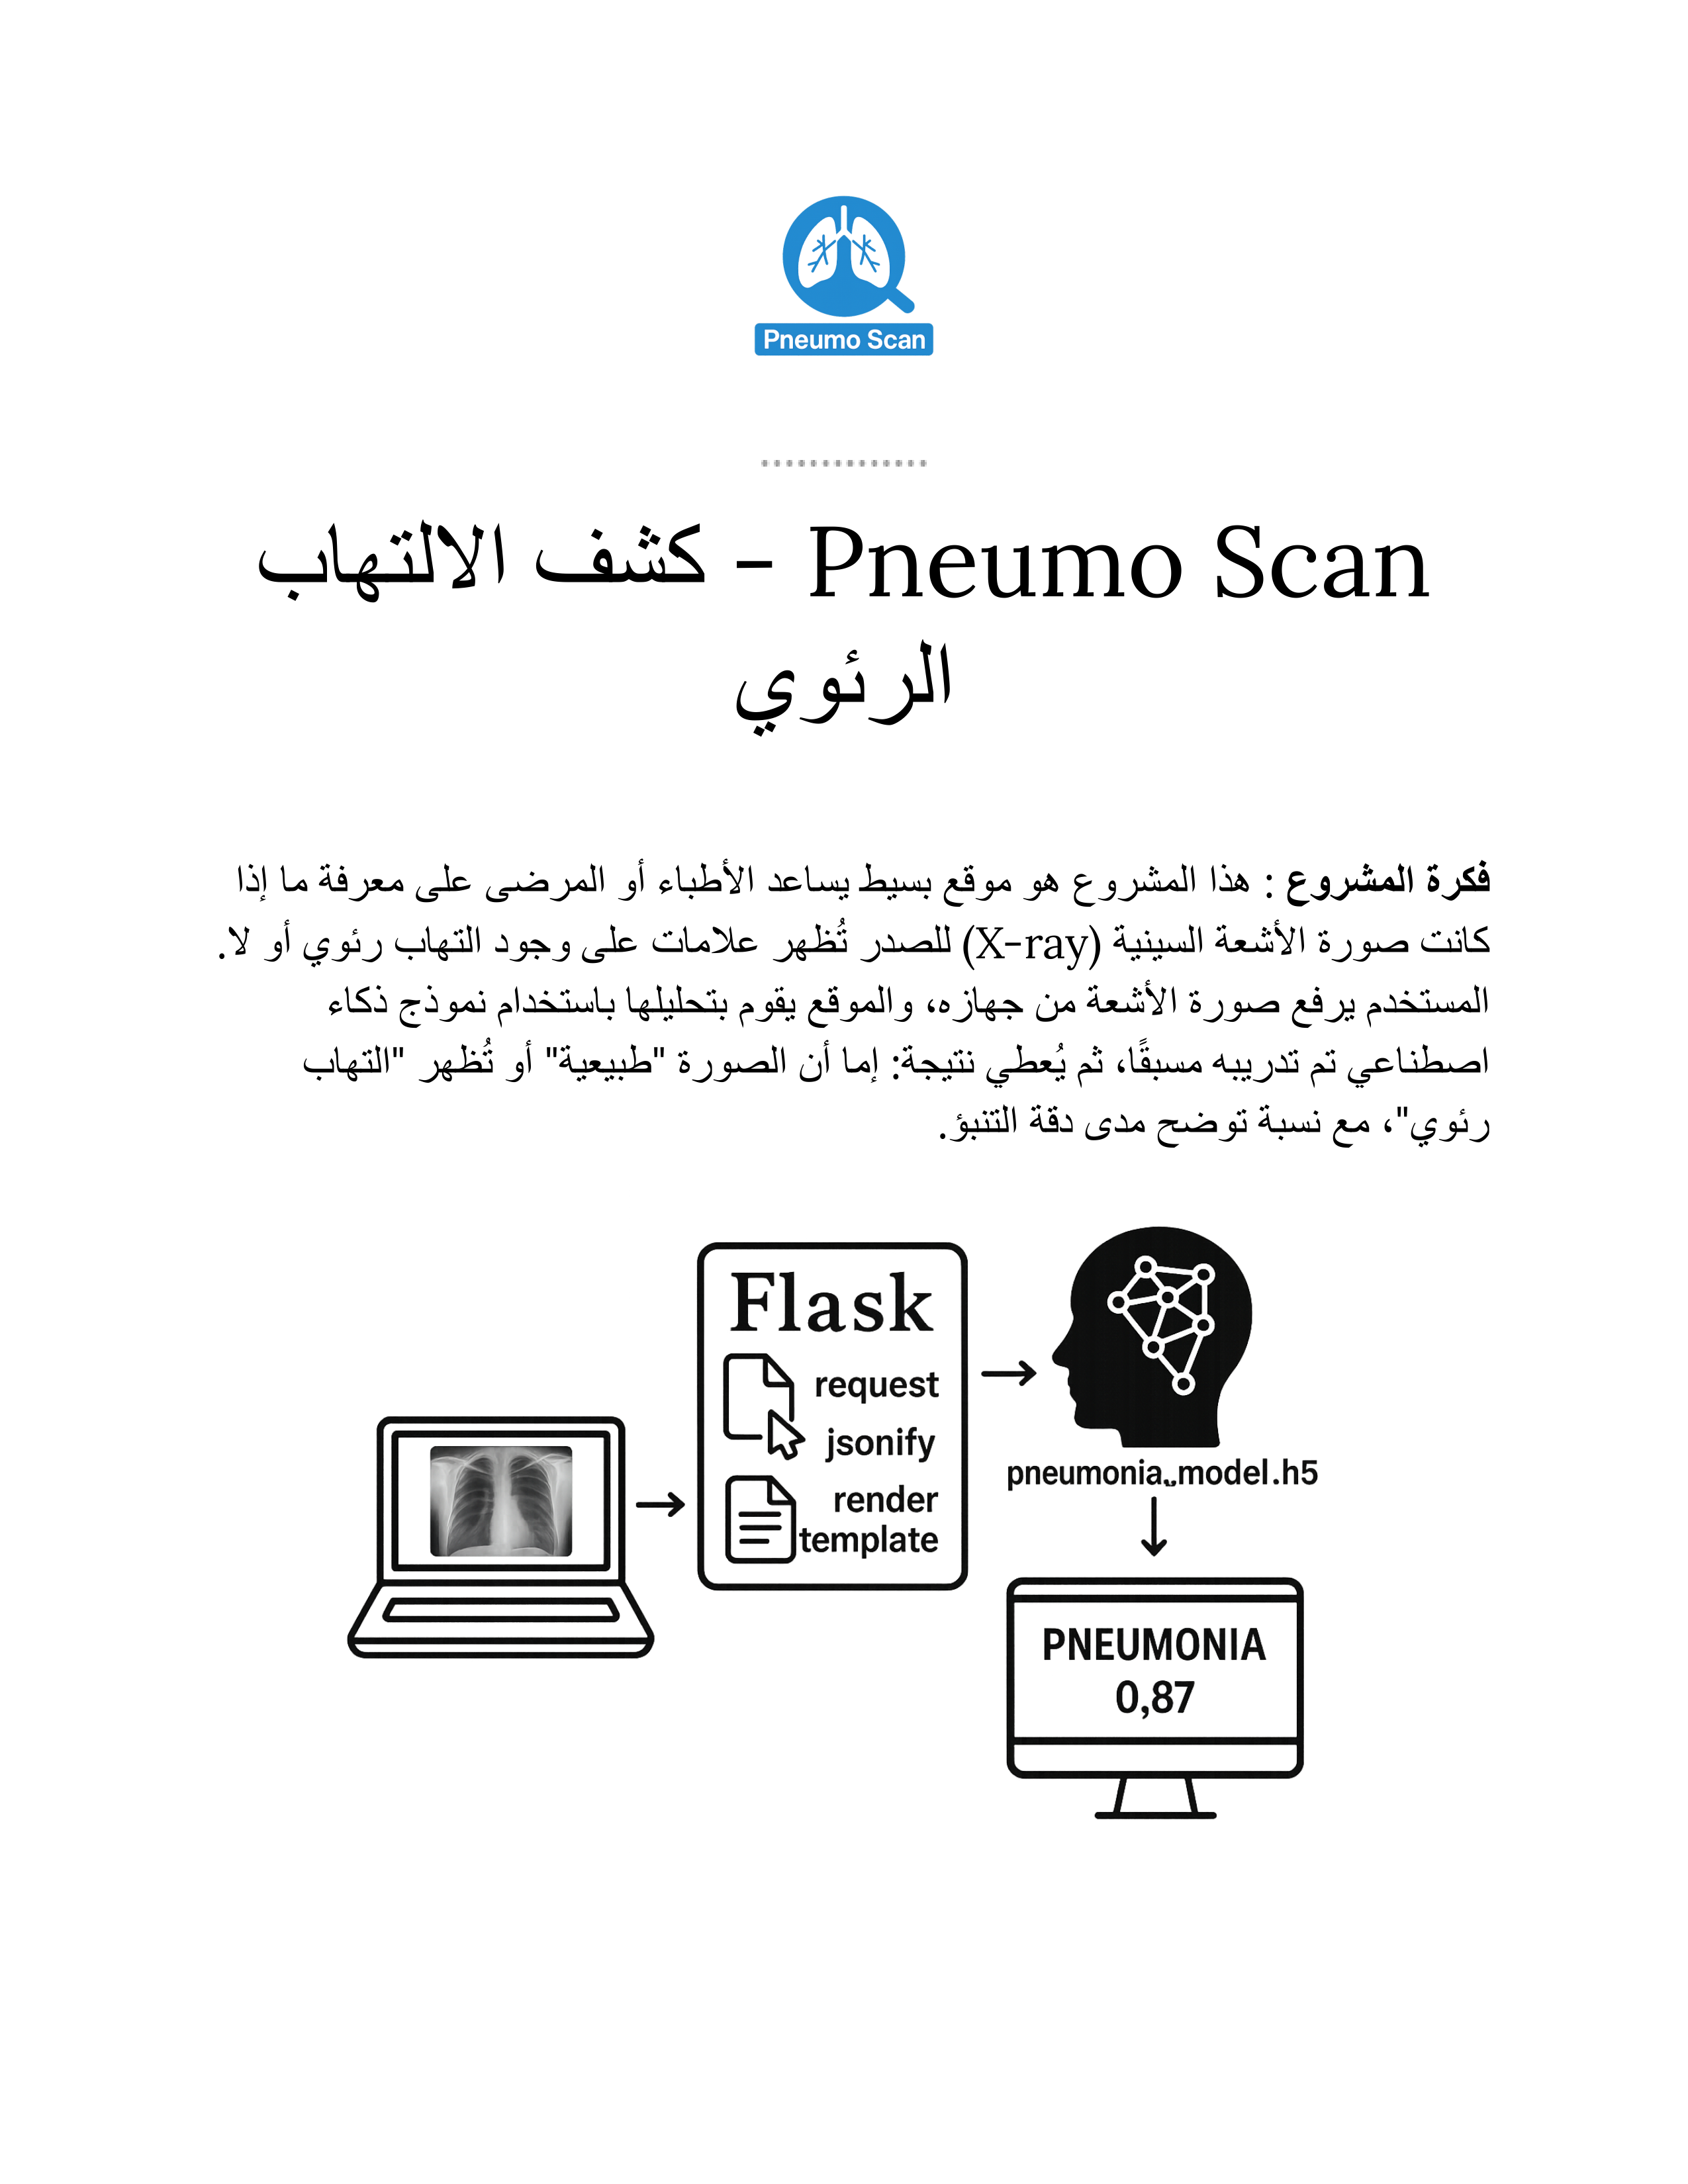 Pneumo Scan
Pneumo Scan - كشف الالتهاب
الرئوي
فكرة المشروع : هذا المشروع هو موقع بسيط يساعد الأطباء أو المرضى على معرفة ما إذا
كانت صورة الأشعة السينية (X-ray) للصدر تُظهر علامات على وجود التهاب رئوي أو لا.
المستخدم يرفع صورة الأشعة من جهازه، والموقع يقوم بتحليلها باستخدام نموذج ذكاء
اصطناعي تم تدريبه مسبقًا، ثم يُعطي نتيجة: إما أن الصورة "طبيعية" أو تُظهر "التهاب
رئوي"، مع نسبة توضح مدى دقة التنبؤ.
Flask
request
jsonify
render
template
pneumonia_model.h5
PNEUMONIA
0,87